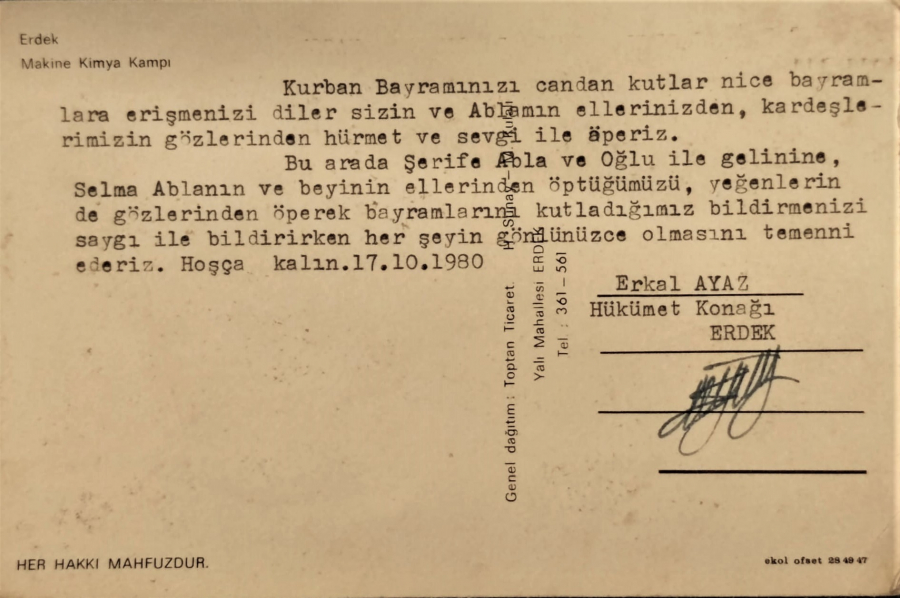 Erdek
Makine Kimya Kampı
Kurban Bayramınızı candan kutlar nice bayram-
lara erişmenizi diler sizin ve Ablamın ellerinizden, kardeşle-
rimizin gözlerinden hürmet ve sevgi ile äperiz.
Bu arada Şerife Abla ve Oğlu ile gelinine,
Selma Ablanın ve beyinin ellerinden öptüğümüzü, yeğenlerin
de gözlerinden öperek bayramlarını kutladığımız bildirmenizi
saygı ile bildirirken her şeyin gönlünüzce olmasını temenni
ederiz. Hoşça kalın.17.10.1980
Erkal AYAZ
Hükümet Konağı
ERDEK
Genel dağıtım: Toptan Ticaret.
Yalı Mahallesi ERDEK
Tel : 361-561
HER HAKKI MAHFUZDUR.
ekol ofset 28 49 47